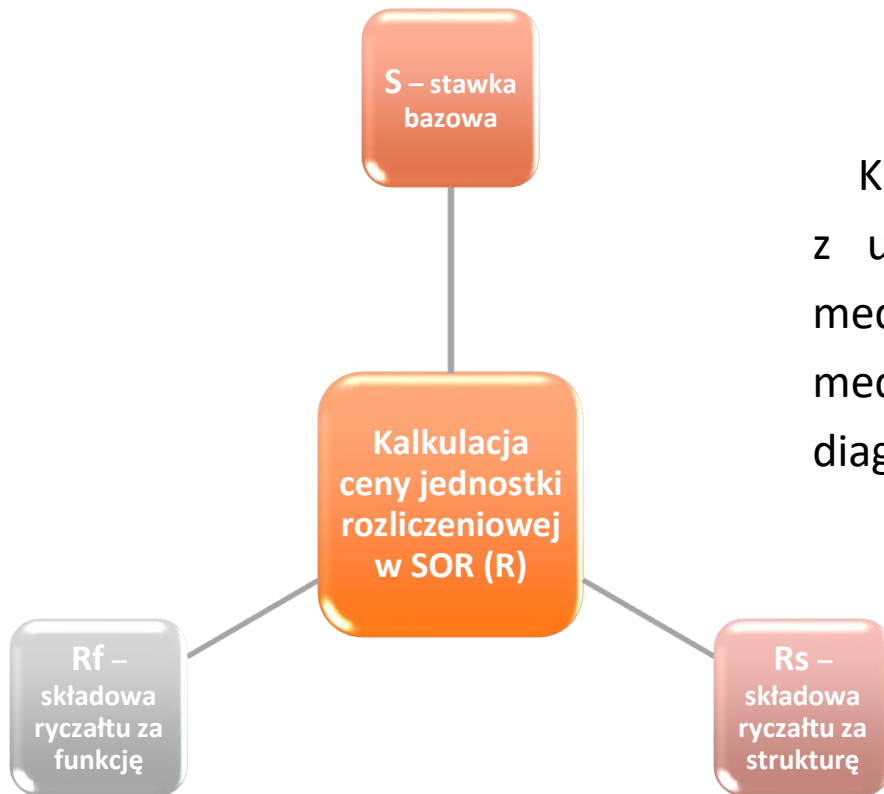 S – stawka
bazowa
K
z u
med
med
diag
Kalkulacja
ceny jednostki
rozliczeniowej
w SOR (R)
Rf –
składowa
ryczałtu za
funkcję
Rs –
składowa
ryczałtu za
strukturę